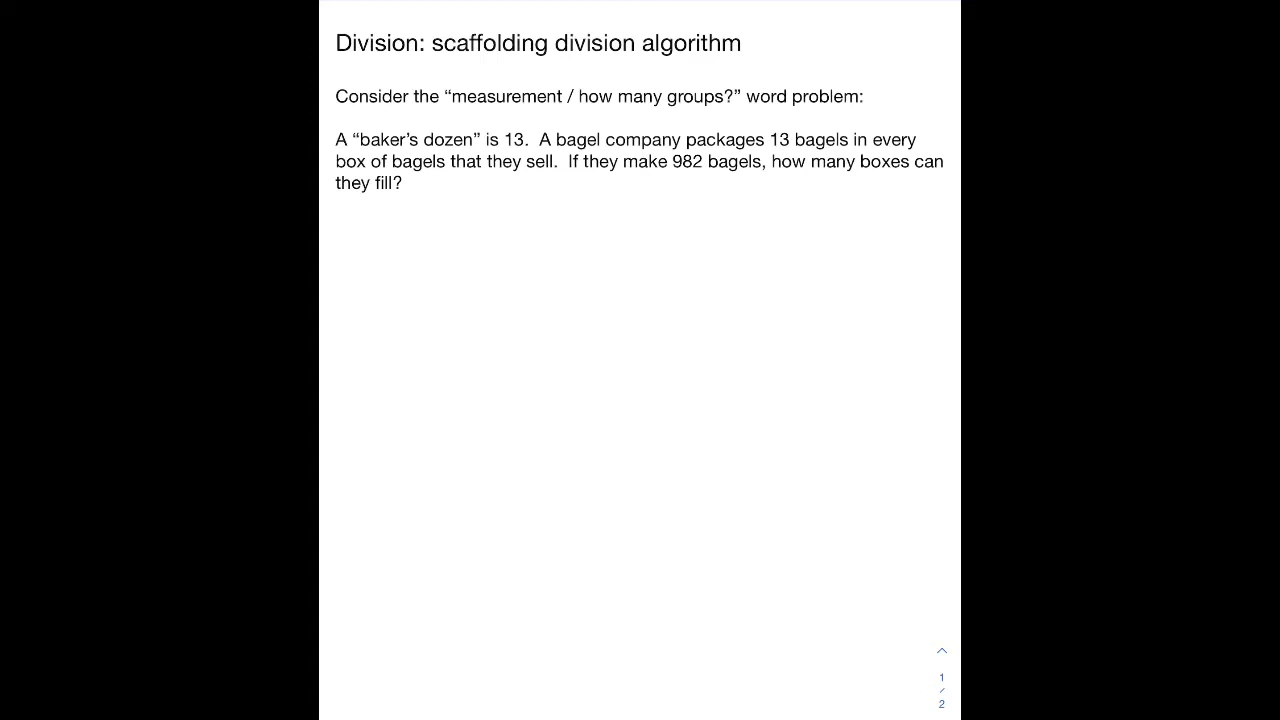 Division: scaffolding division algorithm
Consider the “measurement / how many groups?” word problem:
A “baker’s dozen” is 13.  A bagel company packages 13 bagels in every
box of bagels that they sell.  If they make 982 bagels, how many boxes can
they fill?
1
/
2